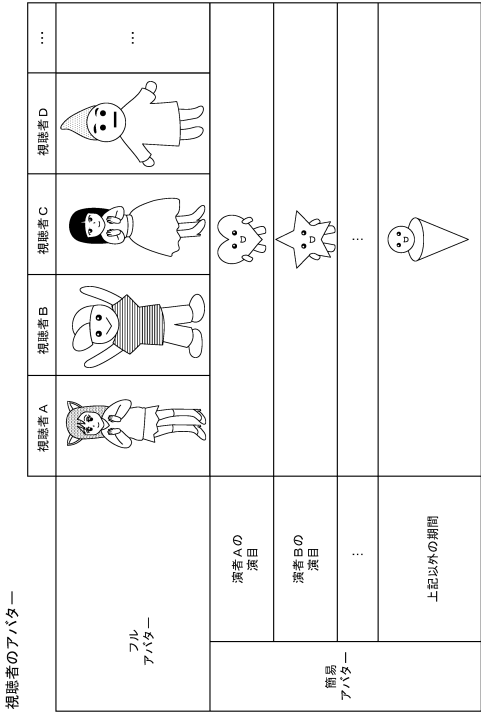 視聴者のアバター
視聴者A
視聴者B
視聴者C
視聴者D
…
フル
アバター
…
簡易
アバター
演者Aの
演目
演者Bの
演目
…
…
上記以外の期間